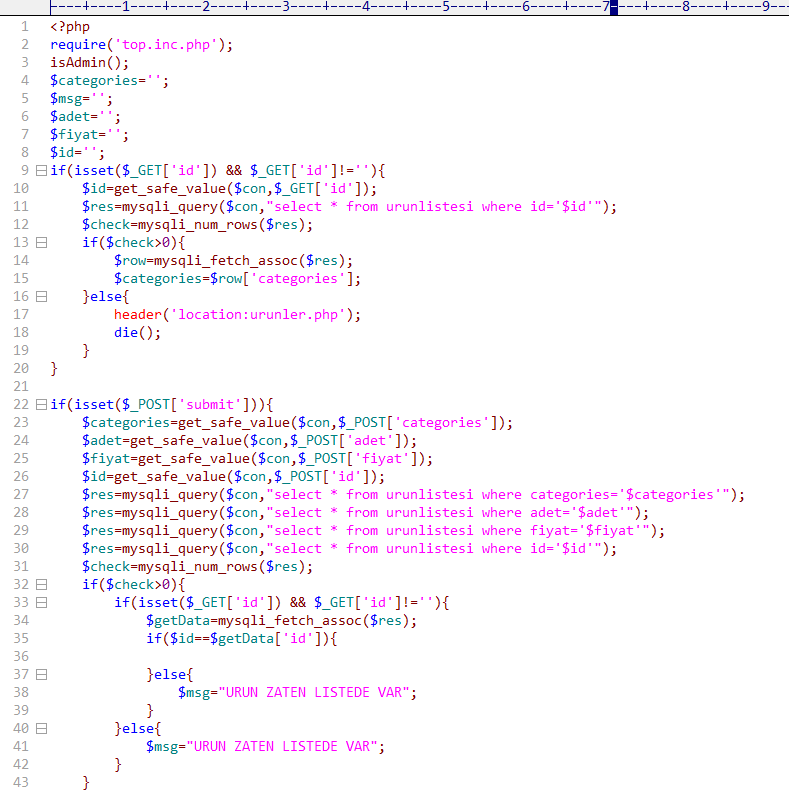 |---+----1----+----2----+----3----+----4----+----5----+----6----+----7----+----8----+----9--
1 <?php
2 require('top.inc.php');
3 isAdmin();
4 $categories='';
5 $msg='';
6 $adet='';
7 $fiyat='';
8 $id='';
9 if(isset($_GET['id']) && $_GET['id']!=''){
10     $id=get_safe_value($con,$_GET['id']);
11     $res=mysqli_query($con,"select * from urunlistesi where id='$id'");
12     $check=mysqli_num_rows($res);
13     if($check>0){
14         $row=mysqli_fetch_assoc($res);
15         $categories=$row['categories'];
16     }else{
17         header('location:urunler.php');
18         die();
19     }
20 }
21
22 if(isset($_POST['submit'])){
23     $categories=get_safe_value($con,$_POST['categories']);
24     $adet=get_safe_value($con,$_POST['adet']);
25     $fiyat=get_safe_value($con,$_POST['fiyat']);
26     $id=get_safe_value($con,$_POST['id']);
27     $res=mysqli_query($con,"select * from urunlistesi where categories='$categories'");
28     $res=mysqli_query($con,"select * from urunlistesi where adet='$adet'");
29     $res=mysqli_query($con,"select * from urunlistesi where fiyat='$fiyat'");
30     $res=mysqli_query($con,"select * from urunlistesi where id='$id'");
31     $check=mysqli_num_rows($res);
32     if($check>0){
33         if(isset($_GET['id']) && $_GET['id']!=''){
34             $getData=mysqli_fetch_assoc($res);
35             if($id==$getData['id']){
36
37             }else{
38                 $msg="URUN ZATEN LISTEDE VAR";
39             }
40         }else{
41             $msg="URUN ZATEN LISTEDE VAR";
42         }
43     }